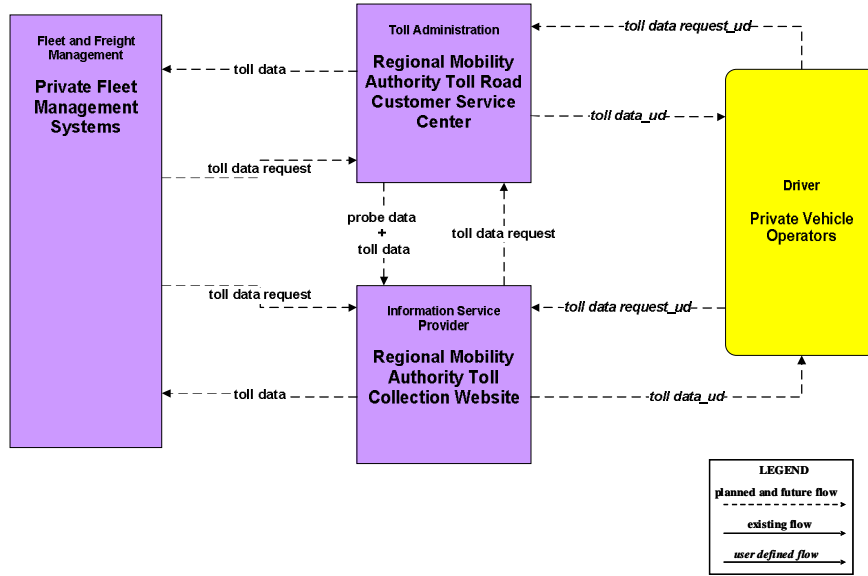 Fleet and Freight
Management
Private Fleet
Management
Systems
toll data
toll data request
toll data request
toll data
Toll Administration
Regional Mobility
Authority Toll Road
Customer Service
Center
probe data
+
toll data
toll data request
Information Service
Provider
Regional Mobility
Authority Toll
Collection Website
toll data request_ud
toll data_ud
toll data request_ud
toll data_ud
Driver
Private Vehicle
Operators
LEGEND
planned and future flow
existing flow
user defined flow